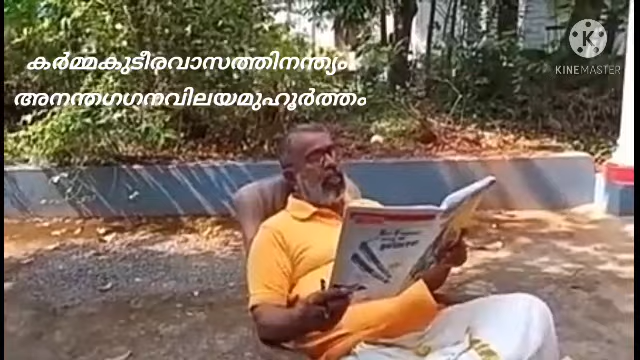 കർമ്മകുടീരവാസത്തിനന്ത്യം
അനന്തഗഗനവിലയമുഹൂർത്തം
KINEMASTER